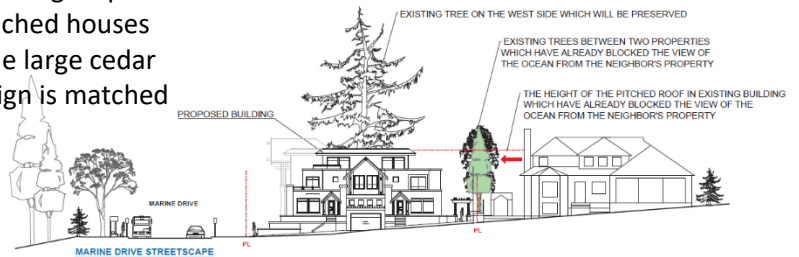 ched houses
e large cedar
ign is matched
EXISTING TREE ON THE WEST SIDE WHICH WILL BE PRESERVED
EXISTING TREES BETWEEN TWO PROPERTIES
WHICH HAVE ALREADY BLOCKED THE VIEW OF
THE OCEAN FROM THE NEIGHBOR'S PROPERTY
THE HEIGHT OF THE PITCHED ROOF IN EXISTING BUILDING
WHICH HAVE ALREADY BLOCKED THE VIEW OF THE
OCEAN FROM THE NEIGHBOR'S PROPERTY
PROPOSED BUILDING
MARINE DRIVE
PL
PL
MARINE DRIVE STREETSCAPE